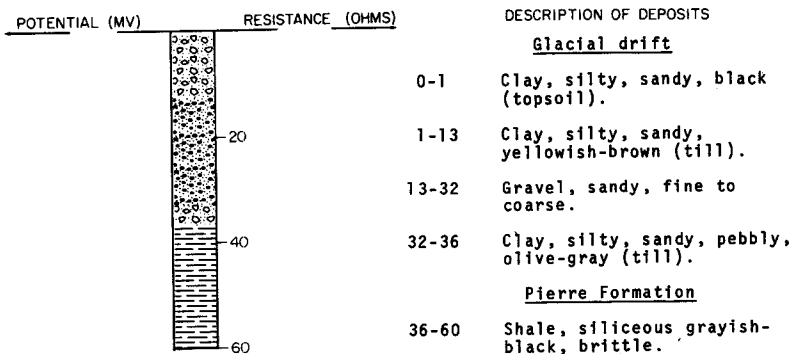 POTENTIAL (MV)
RESISTANCE (OHMS)
DESCRIPTION OF DEPOSITS
Glacial drift
0-1 Clay, silty, sandy, black
(topsoil).
20
1-13 Clay, silty, sandy,
yellowish-brown (till).
13-32 Gravel, sandy, fine to
coarse.
40
32-36 Clay, silty, sandy, pebbly,
olive-gray (till).
Pierre Formation
36-60 Shale, siliceous grayish-
black, brittle.
60